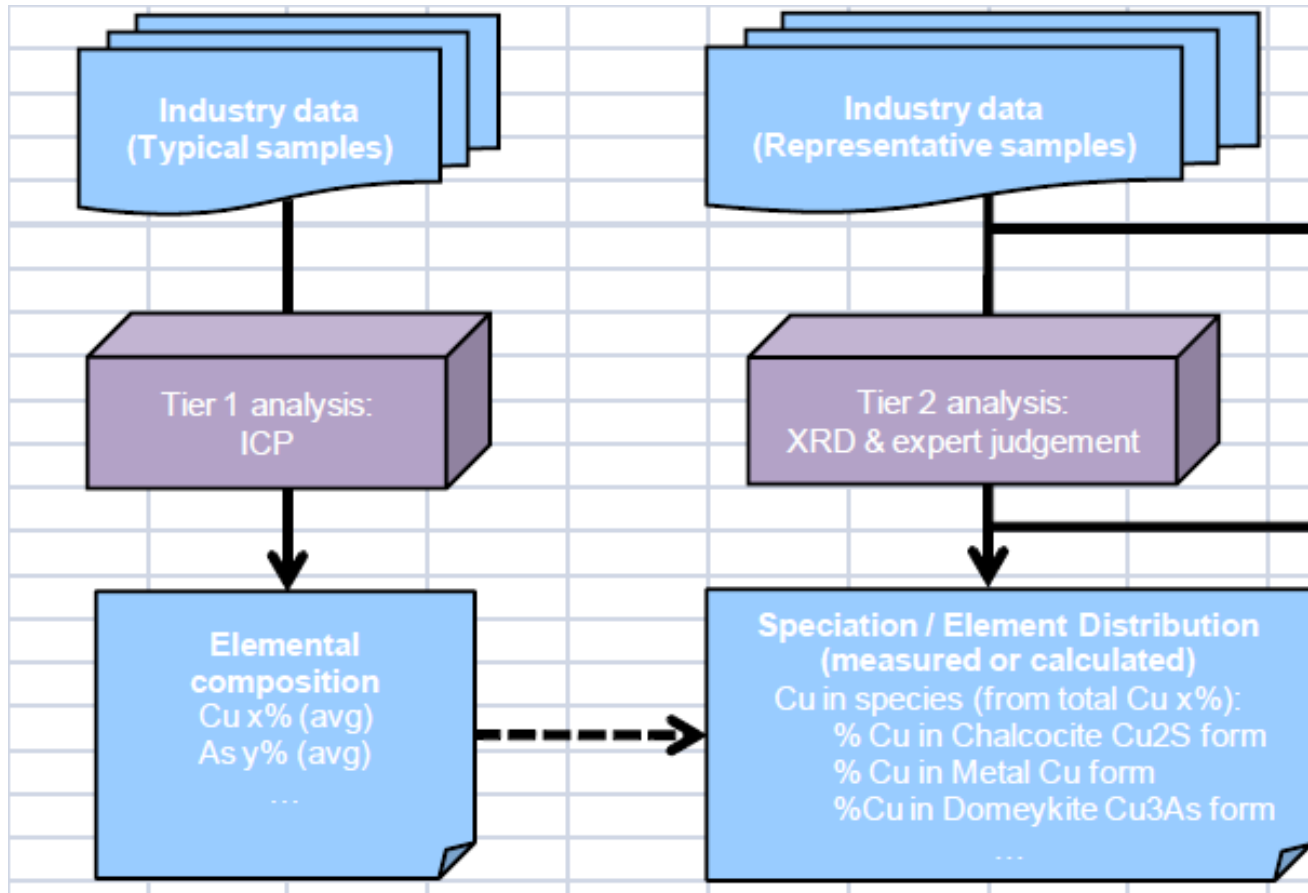 Industry data
(Typical samples)
Industry data
(Representative samples)
Tier 1 analysis:
ICP
Tier 2 analysis:
XRD & expert judgement
Elemental
composition
Cu x% (avg)
As y% (avg)
...
Speciation / Element Distribution
(measured or calculated)
Cu in species (from total Cu x%):
% Cu in Chalcocite Cu2S form
% Cu in Metal Cu form
%Cu in Domeykite Cu3As form
...